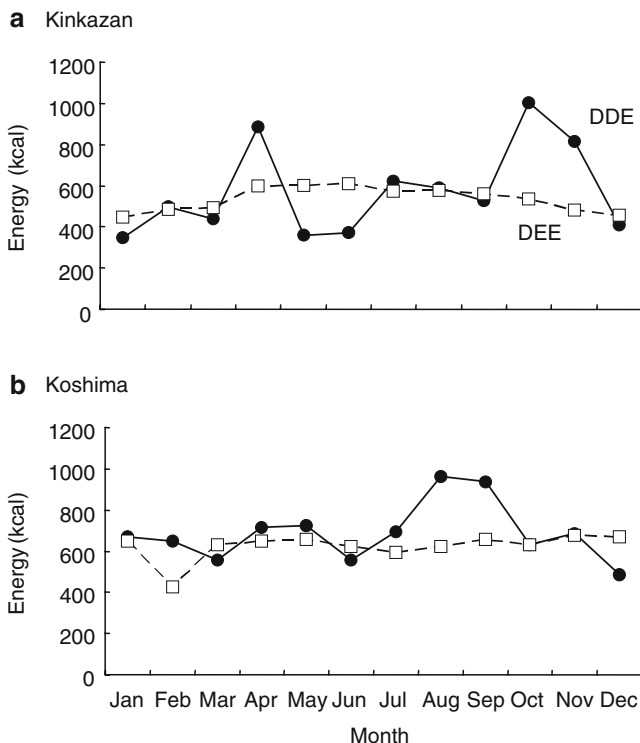 a Kinkazan
1200
1000
800
600
400
200
0
Energy (kcal)
DDE
DEE
b Koshima
1200
1000
800
600
400
200
0
Energy (kcal)
Jan Feb Mar Apr May Jun Jul Aug Sep Oct Nov Dec
Month